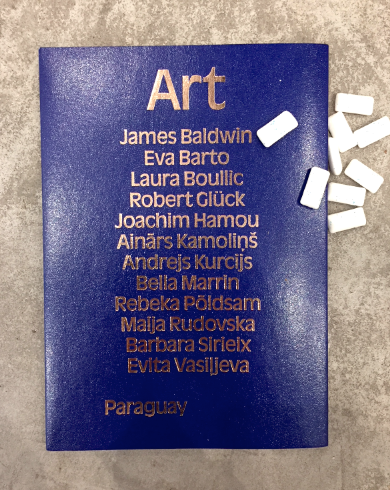 Art
James Baldwin
Eva Barto
Laura Boullic
Robert Glück
Joachim Hamou
Ainārs Kamoliņš
Andrejs Kurcijs
Bella Marrin
Rebeka Põldsam
Maija Rudovska
Barbara Sirieix
Evita Vasiļjeva
Paraguay